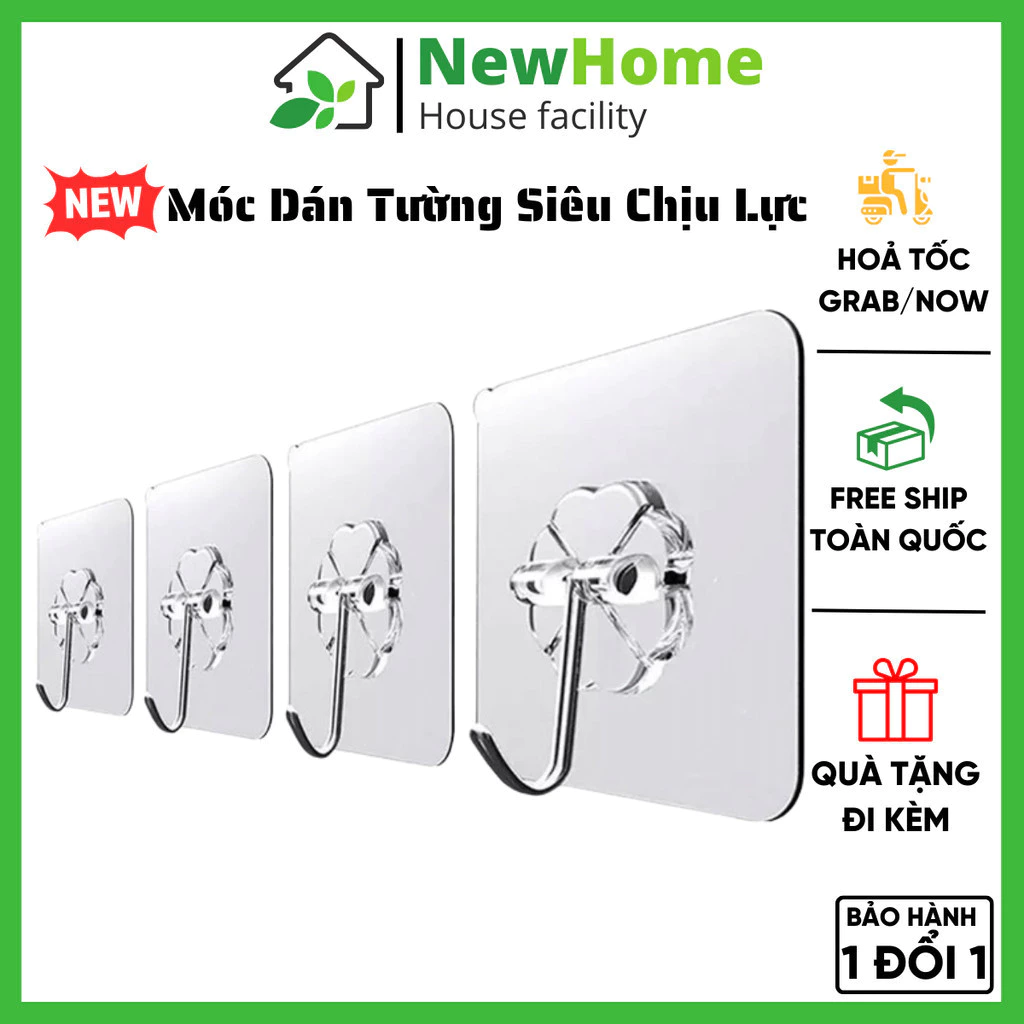 NewHome
House facility
NEW Móc Dán Tường Siêu Chịu Lực
HOẢ TỐC
GRAB/NOW
FREE SHIP
TOÀN QUỐC
QUÀ TẶNG
ĐI KÈM
BẢO HÀNH
1 ĐỔI 1